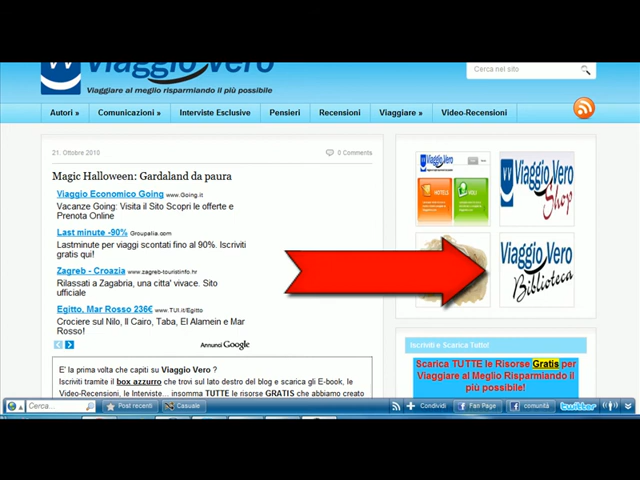 Viaggio Vero
Viaggiare al meglio risparmiando il più possibile!
Cerca nel sito
Autori »
Comunicazioni »
Interviste Esclusive
Pensieri
Recensioni
Viaggiare »
Video-Recensioni
21. Ottobre 2010
0 Comments
Magic Halloween: Gardaland da paura
Viaggio Economico Going www.Going.it
Vacanze Going: Visita il Sito Scopri le offerte e
Prenota Online
Last minute -90% Groupalia.com
Lastminute per viaggi scontati fino al 90%. Iscriviti
gratis qui!
Zagreb - Croazia www.zagreb-touristinfo.hr
Rilassati a Zagabria, una citta' vivace. Sito
ufficiale
Egitto, Mar Rosso 236€ www.TUI.it/Egitto
Crociere sul Nilo, Il Cairo, Taba, El Alamein e Mar
Rosso!
Annunci Google
E' la prima volta che capiti su Viaggio Vero ?
Iscriviti tramite il box azzurro che trovi sul lato destro del blog e scarica gli E-book, le
Video-Recensioni, le Interviste... insomma TUTTE le risorse GRATIS che abbiamo creato
Viaggio Vero
HOTELS
VOLI
Viaggio Vero
Shop
Viaggio Vero
Biblioteca
Iscriviti e Scarica Tutto!
Scarica TUTTE le Risorse Gratis per
Viaggiare al Meglio Risparmiando il
più possibile!
Cerca...
Post recenti
Casuale
Condividi
Fan Page
comunità
twitter